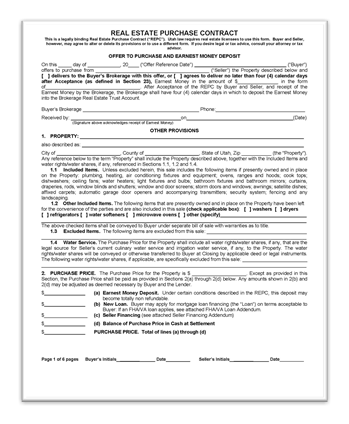 REAL ESTATE PURCHASE CONTRACT
This is a legally binding Real Estate Purchase Contract ("REPC"). Utah law requires real estate licensees to use this form. Buyer and Seller,
however, may agree to alter or delete its provisions or to use a different form. If you desire legal or tax advice, consult your attorney or tax
advisor.
OFFER TO PURCHASE AND EARNEST MONEY DEPOSIT
On this ____ day of ____________, 20____ ("Offer Reference Date") ____________ ("Buyer")
offers to purchase from ____________ ("Seller") the Property described below and
[ ] delivers to the Buyer's Brokerage with this offer, or [ ] agrees to deliver no later than four (4) calendar days
after Acceptance (as defined in Section 23), Earnest Money in the amount of $____________ in the form
of ____________. After Acceptance of the REPC by Buyer and Seller, and receipt of the
Earnest Money by the Brokerage, the Brokerage shall have four (4) calendar days in which to deposit the Earnest Money
into the Brokerage Real Estate Trust Account.
Buyer's Brokerage ____________ Phone: ____________
Received by: ____________ on ____________ (Date)
(Signature above acknowledges receipt of Earnest Money)
OTHER PROVISIONS
1. PROPERTY: ____________
also described as: ____________
City of ____________, County of ____________, State of Utah, Zip ____________ (the "Property").
Any reference below to the term "Property" shall include the Property described above, together with the Included Items and
water rights/water shares, if any, referenced in Sections 1.1, 1.2 and 1.4.
1.1 Included Items. Unless excluded herein, this sale includes the following items if presently owned and in place
on the Property: plumbing, heating, air conditioning fixtures and equipment; ovens, ranges and hoods; cook tops;
dishwashers; ceiling fans; water heaters; light fixtures and bulbs; bathroom fixtures and bathroom mirrors; curtains,
draperies, rods, window blinds and shutters; window and door screens; storm doors and windows; awnings; satellite dishes;
affixed carpets; automatic garage door openers and accompanying transmitters; security system; fencing and any
landscaping.
1.2 Other Included Items. The following items that are presently owned and in place on the Property have been left
for the convenience of the parties and are also included in this sale (check applicable box): [ ] washers [ ] dryers
[ ] refrigerators [ ] water softeners [ ] microwave ovens [ ] other (specify) ____________
The above checked items shall be conveyed to Buyer under separate bill of sale with warranties as to title.
1.3 Excluded Items. The following items are excluded from this sale: ____________
1.4 Water Service. The Purchase Price for the Property shall include all water rights/water shares, if any, that are the
legal source for Seller's current culinary water service and irrigation water service, if any, to the Property. The water
rights/water shares will be conveyed or otherwise transferred to Buyer at Closing by applicable deed or legal instruments.
The following water rights/water shares, if applicable, are specifically excluded from this sale: ____________
2. PURCHASE PRICE. The Purchase Price for the Property is $____________. Except as provided in this
Section, the Purchase Price shall be paid as provided in Sections 2(a) through 2(d) below. Any amounts shown in 2(b) and
2(d) may be adjusted as deemed necessary by Buyer and the Lender.
$____________ (a) Earnest Money Deposit. Under certain conditions described in the REPC, this deposit may
become totally non-refundable.
$____________ (b) New Loan. Buyer may apply for mortgage loan financing (the "Loan") on terms acceptable to
Buyer: If an FHA/VA loan applies, see attached FHA/VA Loan Addendum.
$____________ (c) Seller Financing (see attached Seller Financing Addendum)
$____________ (d) Balance of Purchase Price in Cash at Settlement
$____________ PURCHASE PRICE. Total of lines (a) through (d)
Page 1 of 6 pages Buyer's Initials ____________ Date ____________ Seller's Initials ____________ Date ____________